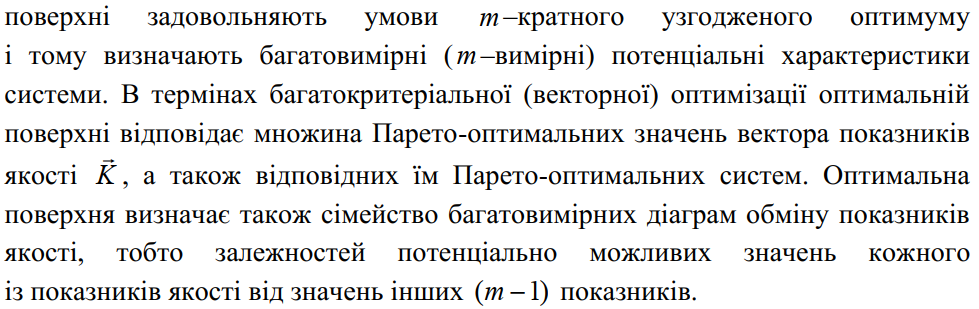 поверхні задовольняють умови m–кратного узгодженого оптимуму
і тому визначають багатовимірні (m–вимірні) потенціальні характеристики
системи. В термінах багатокритеріальної (векторної) оптимізації оптимальній
поверхні відповідає множина Парето-оптимальних значень вектора показників
якості K⃗, а також відповідних їм Парето-оптимальних систем. Оптимальна
поверхня визначає також сімейство багатовимірних діаграм обміну показників
якості, тобто залежностей потенціально можливих значень кожного
із показників якості від значень інших (m − 1) показників.